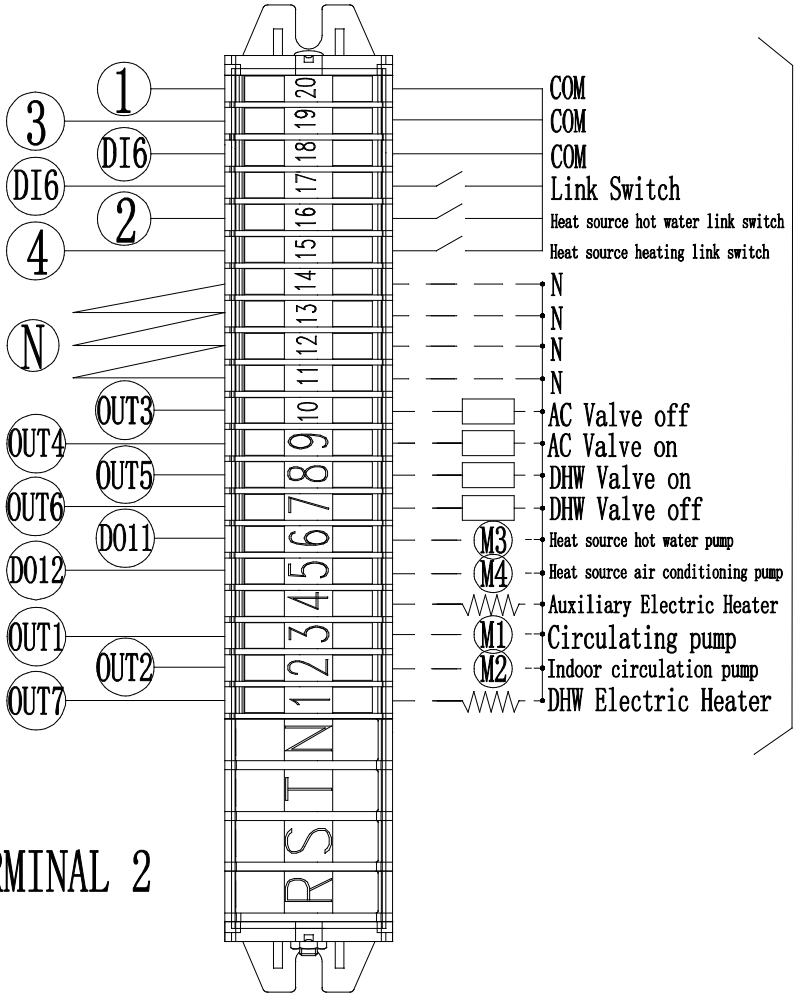 1 20 COM
3 19 COM
DI6 18 COM
DI6 17 Link Switch
2 16 Heat source hot water link switch
4 15 Heat source heating link switch
14 N
13 N
N 12 N
11 N
OUT3 10 AC Valve off
OUT4 9 AC Valve on
OUT5 8 DHW Valve on
OUT6 7 DHW Valve off
DO11 6 M3 Heat source hot water pump
DO12 5 M4 Heat source air conditioning pump
4 Auxiliary Electric Heater
OUT1 3 M1 Circulating pump
OUT2 2 M2 Indoor circulation pump
OUT7 1 DHW Electric Heater
N
T
S
RMINAL 2
R